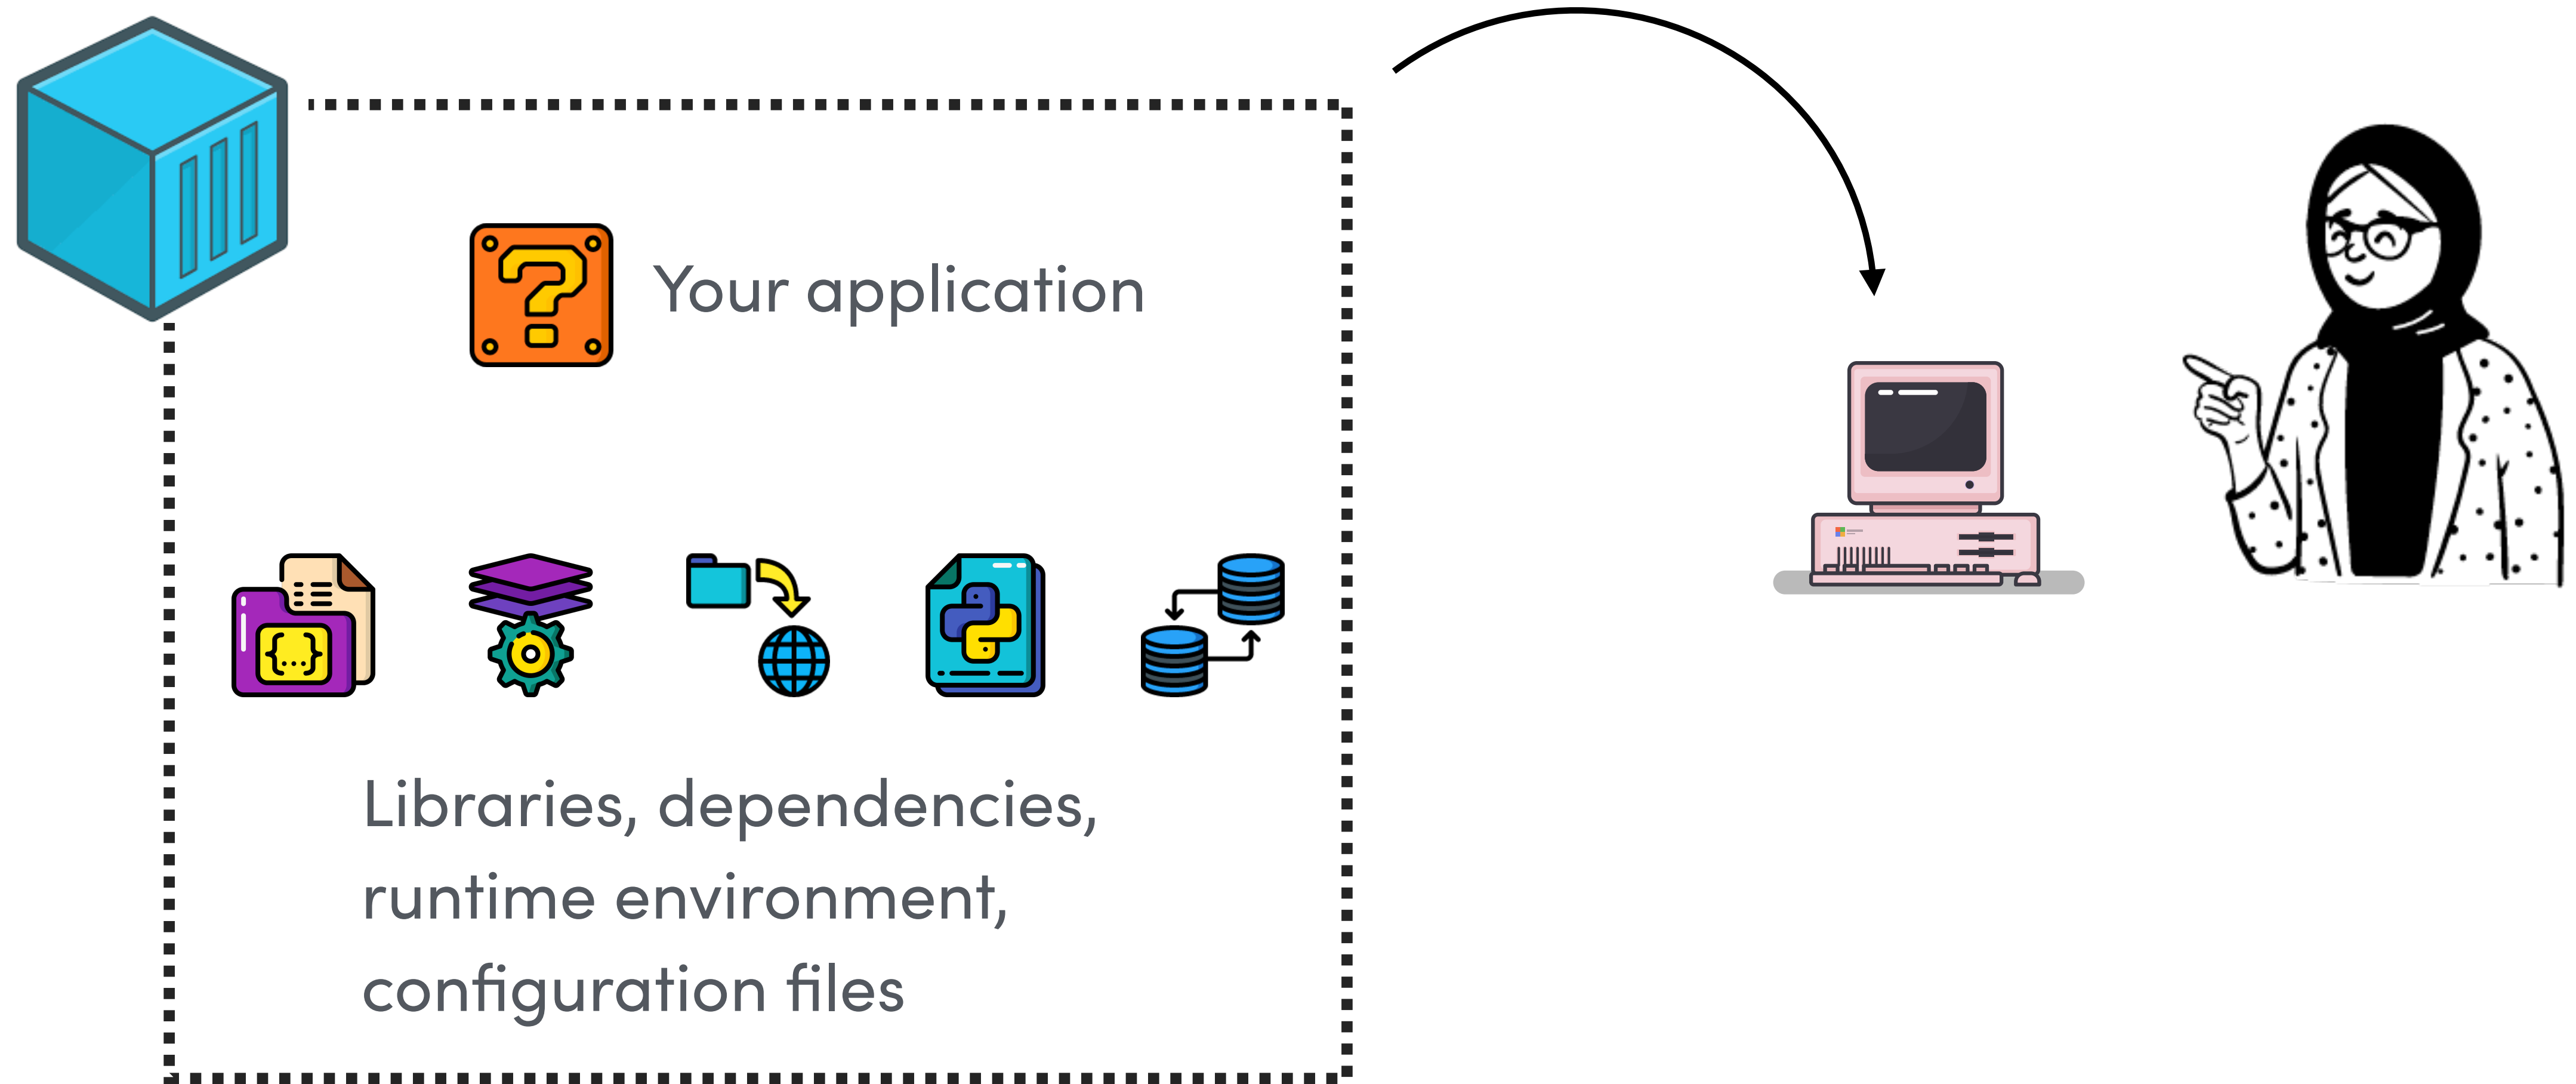 Your application
{...}
Libraries, dependencies,
runtime environment,
configuration files